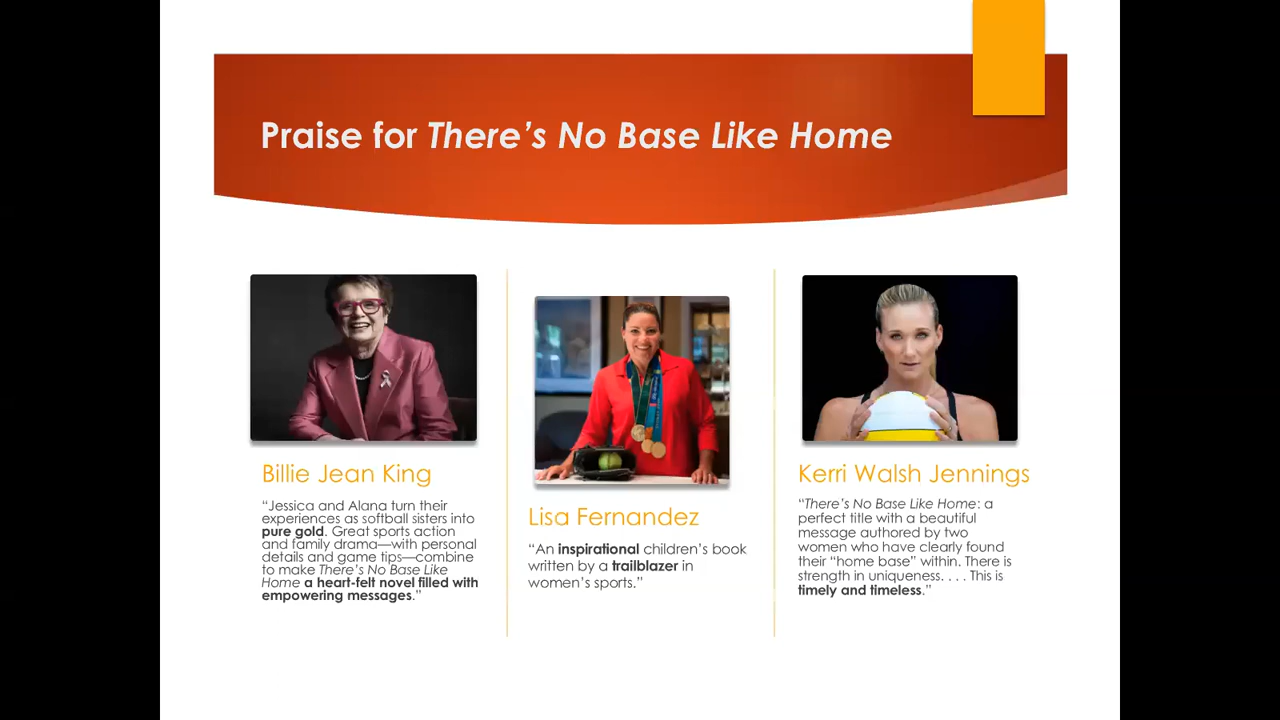 Praise for There’s No Base Like Home
Billie Jean King
“Jessica and Alana turn their
experiences as softball sisters into
pure gold. Great sports action
and family drama—with personal
details and game tips—combine
to make There’s No Base Like
Home a heart-felt novel filled with
empowering messages.”
Lisa Fernandez
“An inspirational children’s book
written by a trailblazer in
women’s sports.”
Kerri Walsh Jennings
“There’s No Base Like Home: a
perfect title with a beautiful
message authored by two
women who have clearly found
their “home base” within. There is
strength in uniqueness. . . . This is
timely and timeless.”